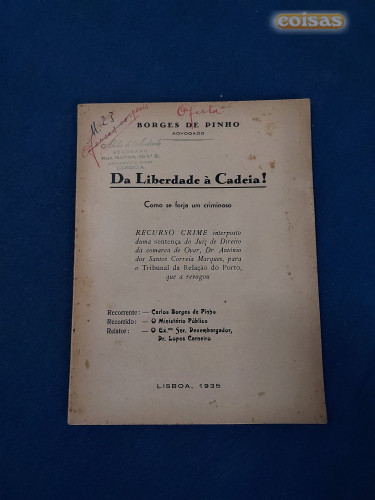 coisas
Oferta
BORGES DE PINHO
ADVOGADO
ADVOGADO
Da Liberdade à Cadeia!
Como se forja um criminoso
RECURSO CRIME interposto
duma sentença do Juiz de Direito
da comarca de Ovar, Dr. António
dos Santos Correia Marques, para
o Tribunal da Relação do Porto,
que a revogou
Recorrente: — Carlos Borges de Pinho
Recorrido: — O Ministério Público
Relator: — O Ex.mo Snr. Desembargador,
Dr. Lopes Carneiro
LISBOA, 1935